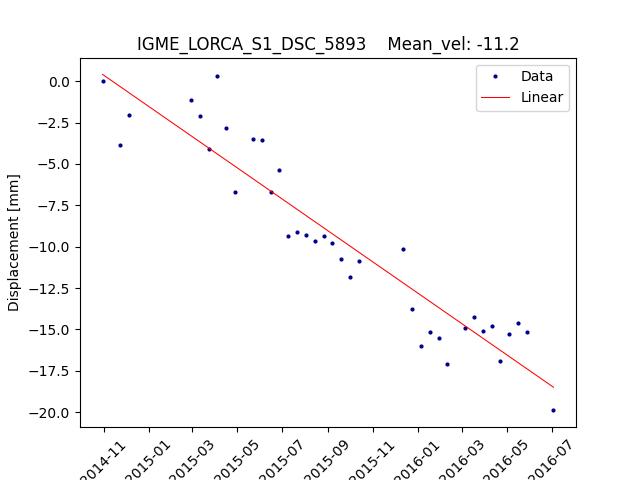 IGME_LORCA_S1_DSC_5893    Mean_vel: -11.2
Data
Linear
Displacement [mm]
0.0
−2.5
−5.0
−7.5
−10.0
−12.5
−15.0
−17.5
−20.0
2014-11 2015-01 2015-03 2015-05 2015-07 2015-09 2015-11 2016-01 2016-03 2016-05 2016-07